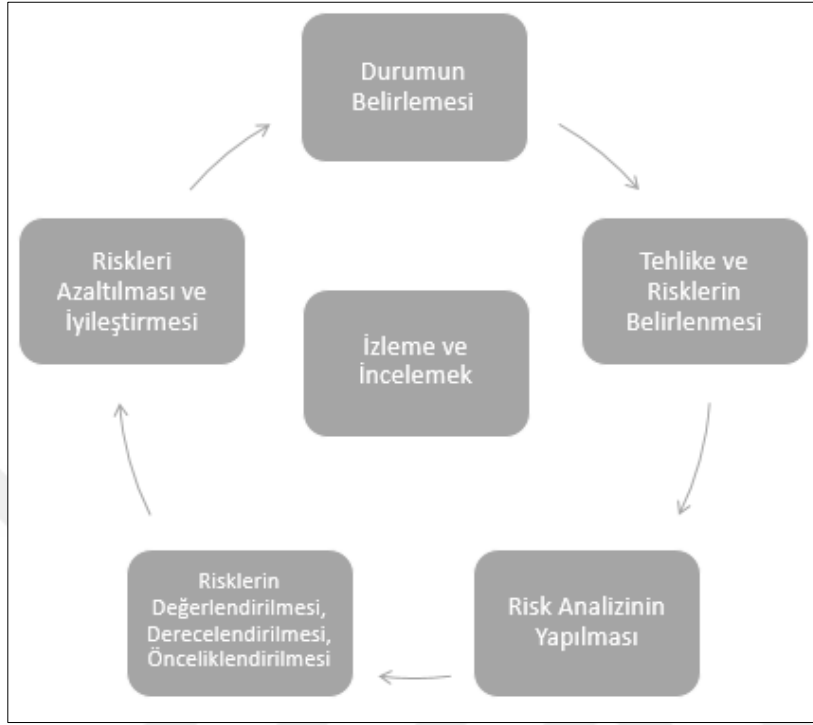 Durumun
Belirlemesi
Tehlike ve
Risklerin
Belirlenmesi
Risk Analizinin
Yapılması
Risklerin
Değerlendirilmesi,
Derecelendirilmesi,
Önceliklendirilmesi
Riskleri
Azaltılması ve
İyileştirmesi
İzleme ve
İncelemek